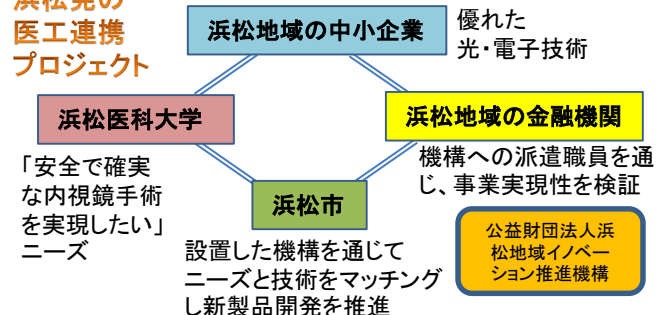 浜松発の
医工連携
プロジェクト
浜松地域の中小企業
優れた
光・電子技術
浜松医科大学
浜松地域の金融機関
「安全で確実
な内視鏡手術
を実現したい」
ニーズ
機構への派遣職員を通
じ、事業実現性を検証
浜松市
設置した機構を通じて
ニーズと技術をマッチング
し新製品開発を推進
公益財団法人浜
松地域イノベー
ション推進機構